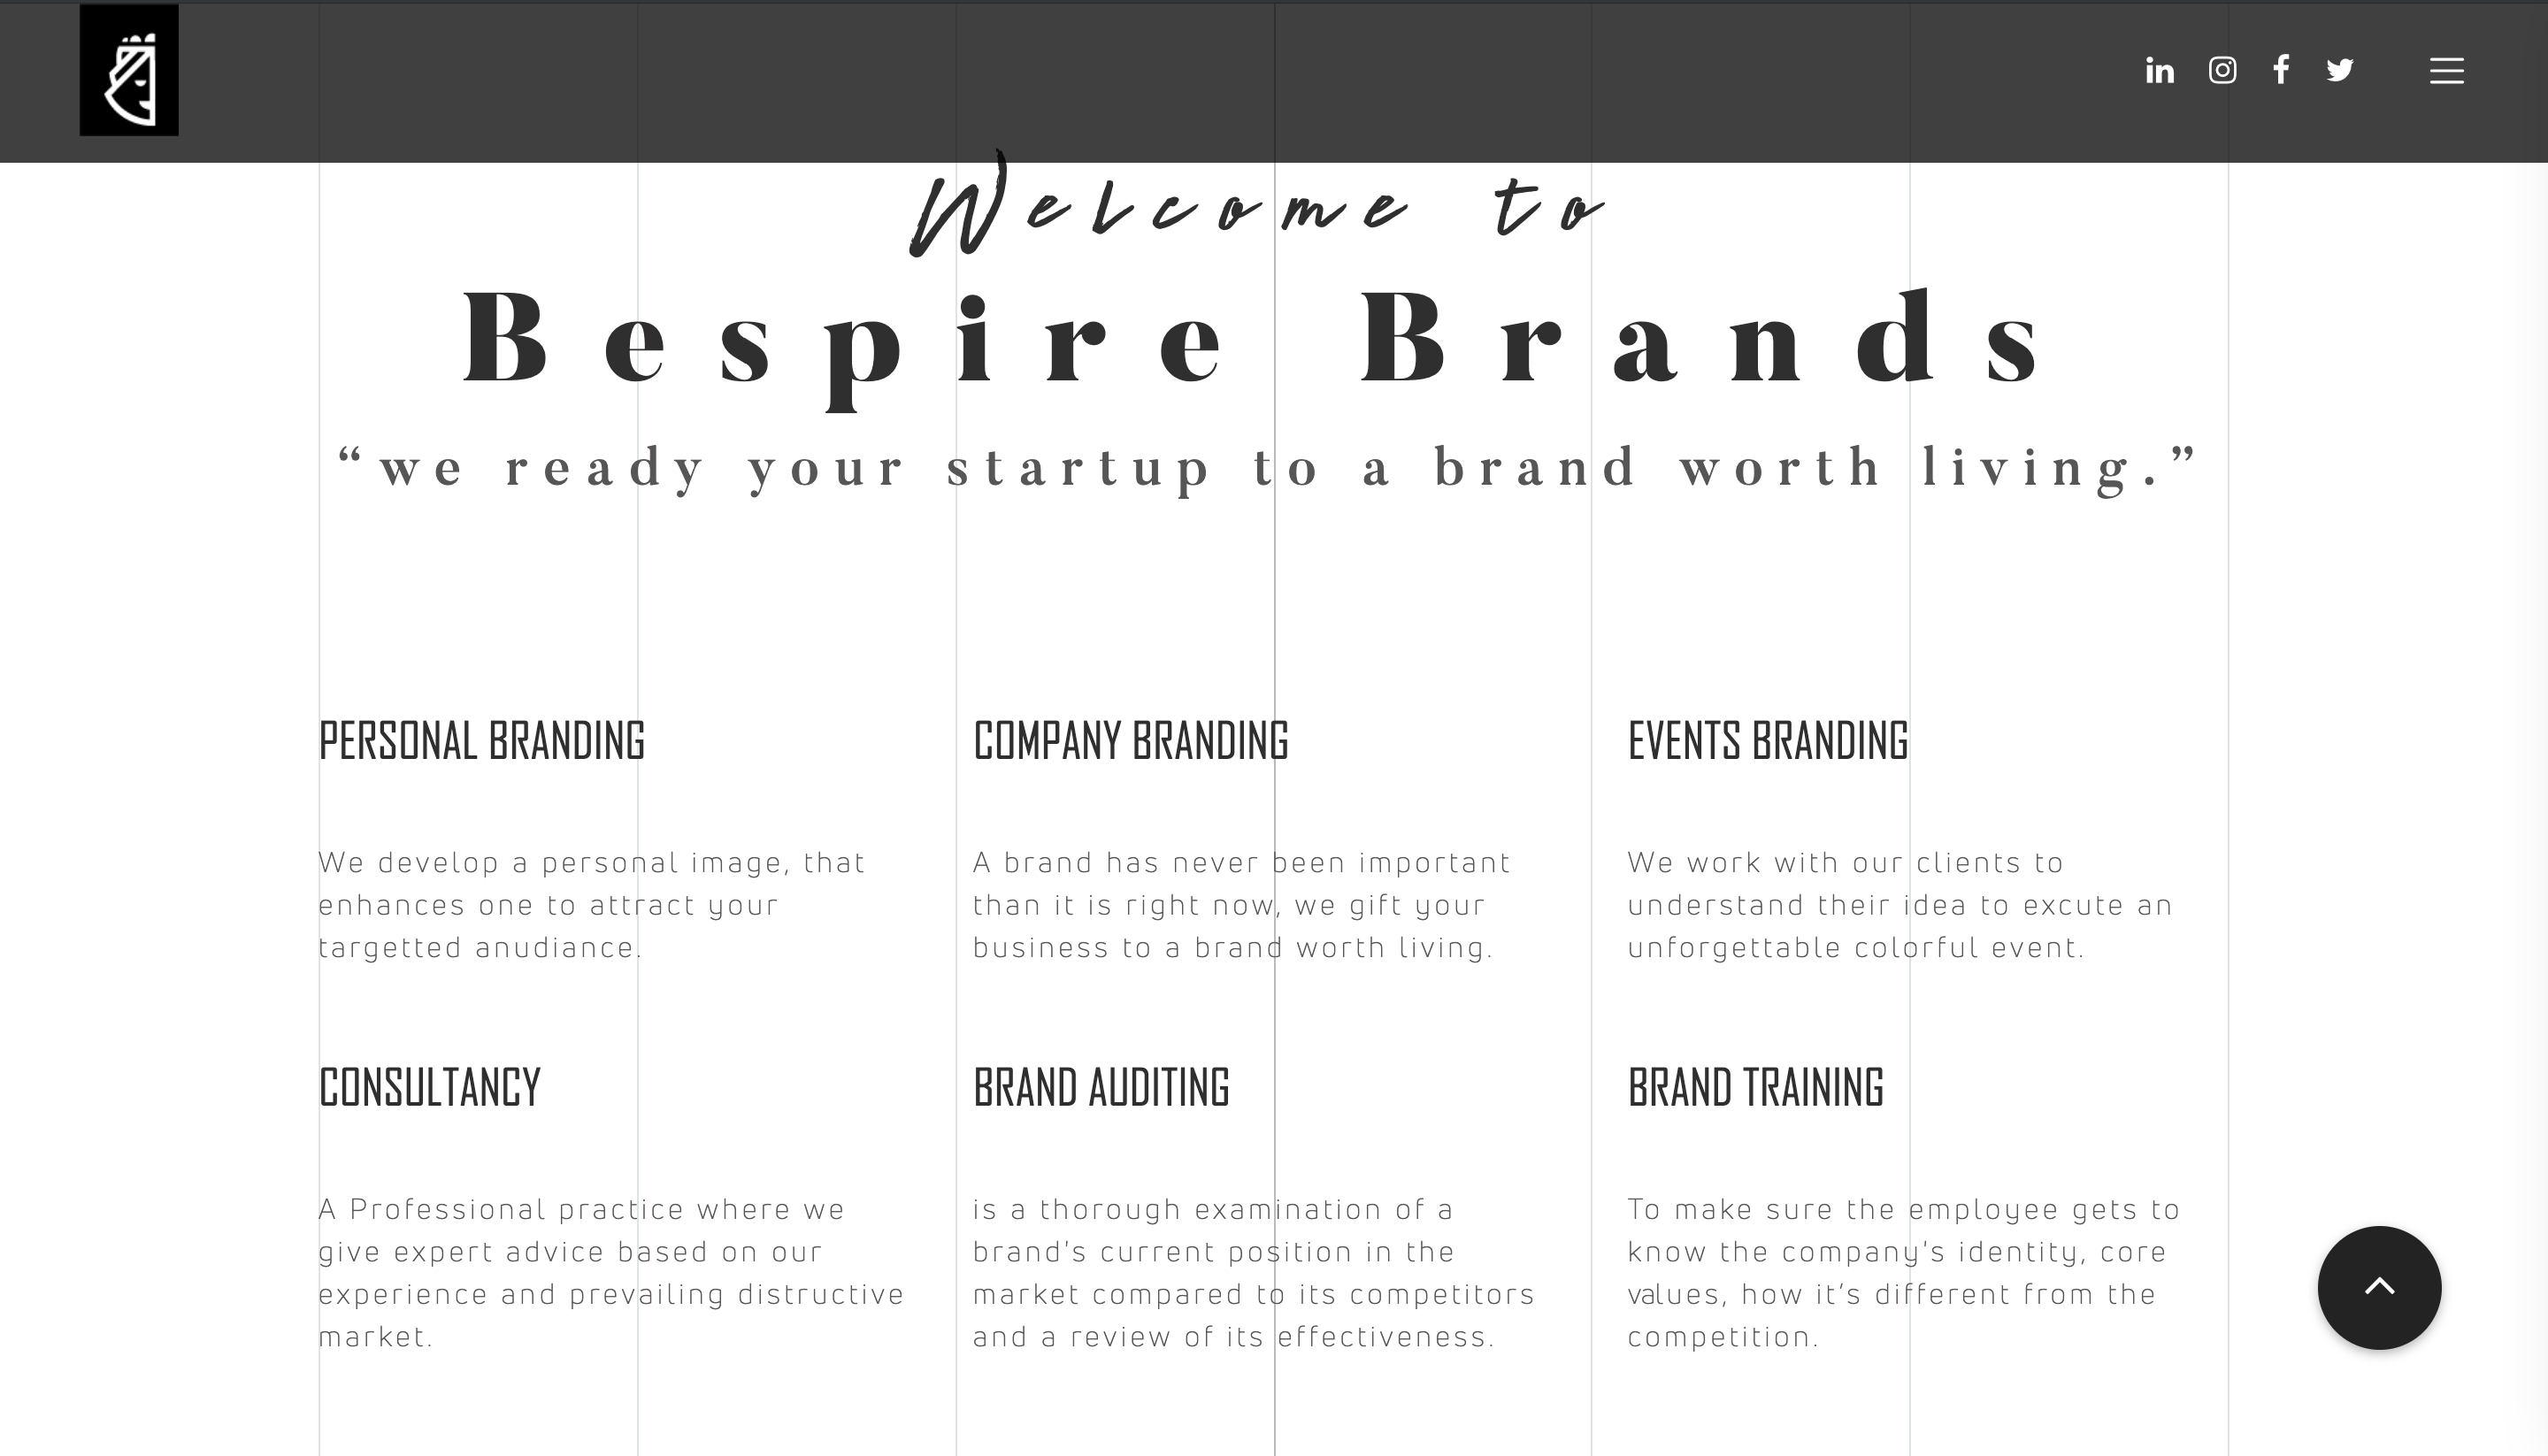 Welcome to
Bespire Brands
“we ready your startup to a brand worth living.”
PERSONAL BRANDING
We develop a personal image, that
enhances one to attract your
targetted anudiance.
COMPANY BRANDING
A brand has never been important
than it is right now, we gift your
business to a brand worth living.
EVENTS BRANDING
We work with our clients to
understand their idea to excute an
unforgettable colorful event.
CONSULTANCY
A Professional practice where we
give expert advice based on our
experience and prevailing distructive
market.
BRAND AUDITING
is a thorough examination of a
brand's current position in the
market compared to its competitors
and a review of its effectiveness.
BRAND TRAINING
To make sure the employee gets to
know the company's identity, core
values, how it’s different from the
competition.